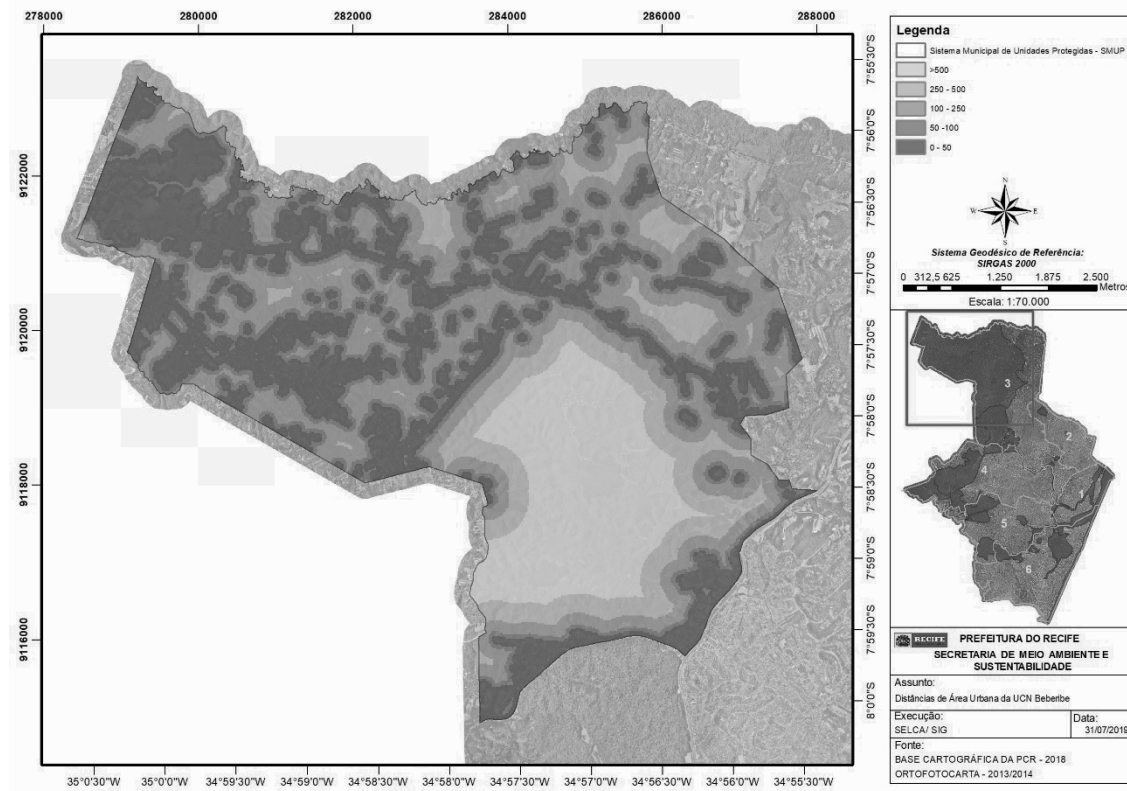 278000 280000 282000 284000 286000 288000
9122000
9120000
9118000
9116000
7°55'30"S
7°56'0"S
7°56'30"S
7°57'0"S
7°57'30"S
7°58'0"S
7°58'30"S
7°59'0"S
7°59'30"S
8°0'0"S
35°0'30"W 35°0'0"W 34°59'30"W 34°59'0"W 34°58'30"W 34°58'0"W 34°57'30"W 34°57'0"W 34°56'30"W 34°56'0"W 34°55'30"W
Legenda
Sistema Municipal de Unidades Protegidas - SMUP
>500
250 - 500
100 - 250
50 -100
0 - 50
N
W E
S
Sistema Geodésico de Referência:
SIRGAS 2000
0 312,5 625 1.250 1.875 2.500
Metros
Escala: 1:70.000
3
2
4
1
5
6
RECIFE PREFEITURA DO RECIFE
SECRETARIA DE MEIO AMBIENTE E
SUSTENTABILIDADE
Assunto:
Distâncias de Área Urbana da UCN Beberibe
Execução:
SELCA/ SIG
Data:
31/07/2019
Fonte:
BASE CARTOGRÁFICA DA PCR - 2018
ORTOFOTOCARTA - 2013/2014